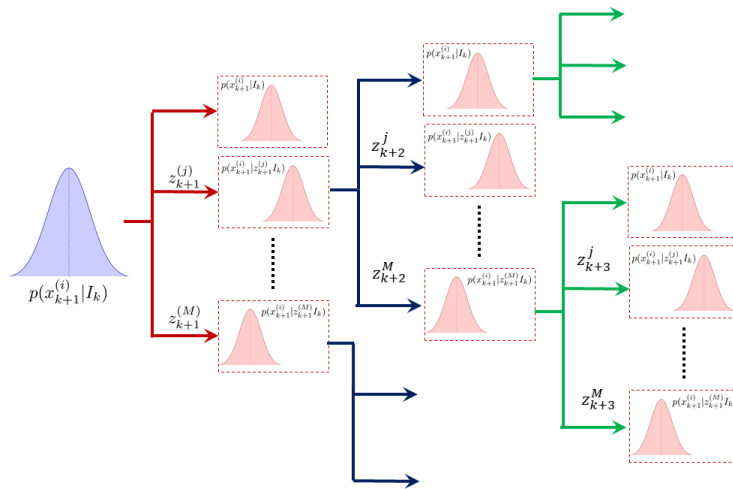 p(x_{k+1}^{(i)}|I_k)
z_{k+1}^{(j)}
z_{k+1}^{(M)}
p(x_{k+1}^{(i)}|I_k)
p(x_{k+1}^{(i)}|z_{k+1}^{(j)}I_k)
p(x_{k+1}^{(i)}|z_{k+1}^{(M)}I_k)
z_{k+2}^{j}
z_{k+2}^{M}
p(x_{k+1}^{(i)}|I_k)
p(x_{k+1}^{(i)}|z_{k+1}^{(j)}I_k)
p(x_{k+1}^{(i)}|z_{k+1}^{(M)}I_k)
z_{k+3}^{j}
z_{k+3}^{M}
p(x_{k+1}^{(i)}|I_k)
p(x_{k+1}^{(i)}|z_{k+1}^{(j)}I_k)
p(x_{k+1}^{(i)}|z_{k+1}^{(M)}I_k